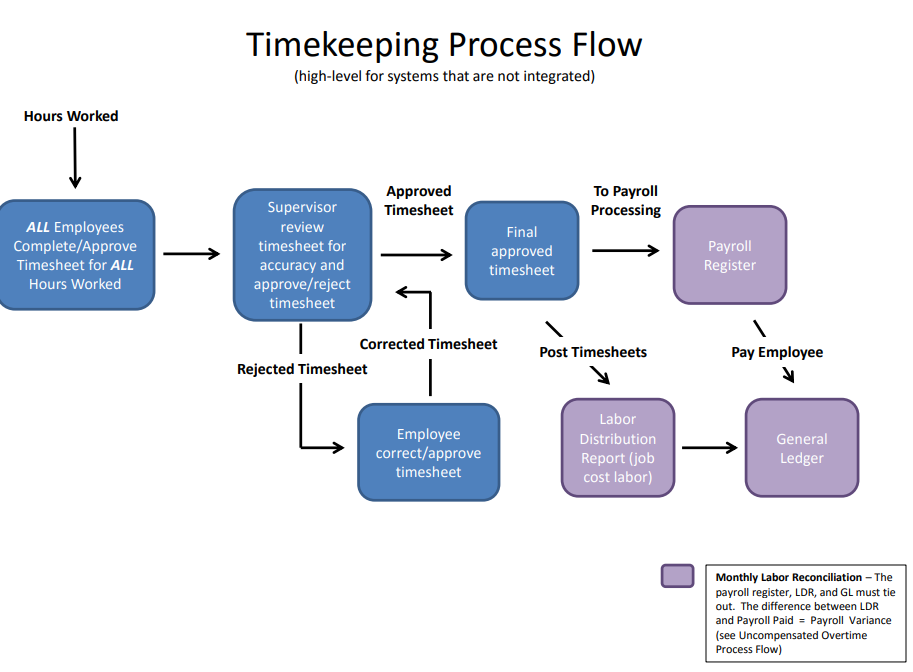 Timekeeping Process Flow
(high-level for systems that are not integrated)
Hours Worked
ALL Employees
Complete/Approve
Timesheet for ALL
Hours Worked
Supervisor
review
timesheet for
accuracy and
approve/reject
timesheet
Approved
Timesheet
Final
approved
timesheet
To Payroll
Processing
Payroll
Register
Corrected Timesheet
Rejected Timesheet
Post Timesheets
Pay Employee
Employee
correct/approve
timesheet
Labor
Distribution
Report (job
cost labor)
General
Ledger
Monthly Labor Reconciliation – The
payroll register, LDR, and GL must tie
out. The difference between LDR
and Payroll Paid = Payroll Variance
(see Uncompensated Overtime
Process Flow)